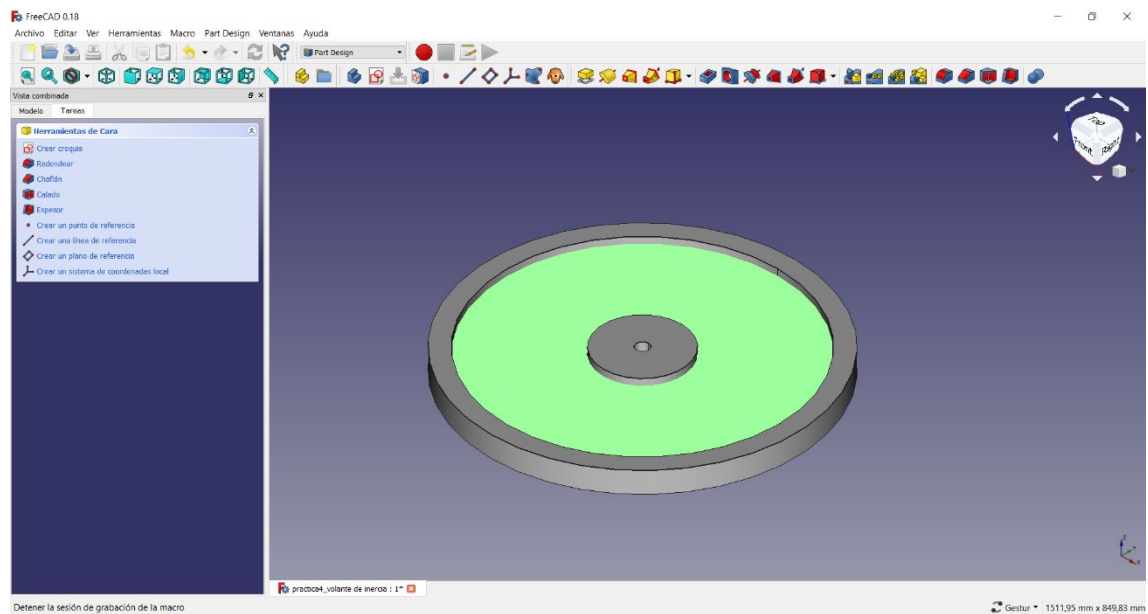 FreeCAD 0.18
Archivo Editar Ver Herramientas Macro Part Design Ventanas Ayuda
Part Design
Vista combinada
Modelo Tareas
Herramientas de Cara
Crear croquis
Redondear
Chaflán
Calado
Espesor
Crear un punto de referencia
Crear una línea de referencia
Crear un plano de referencia
Crear un sistema de coordenadas local
Top
Front Right
Z
Y
X
practica4_volante de inercia : 1*
Detener la sesión de grabación de la macro
Gestur 1511,95 mm x 849,83 mm